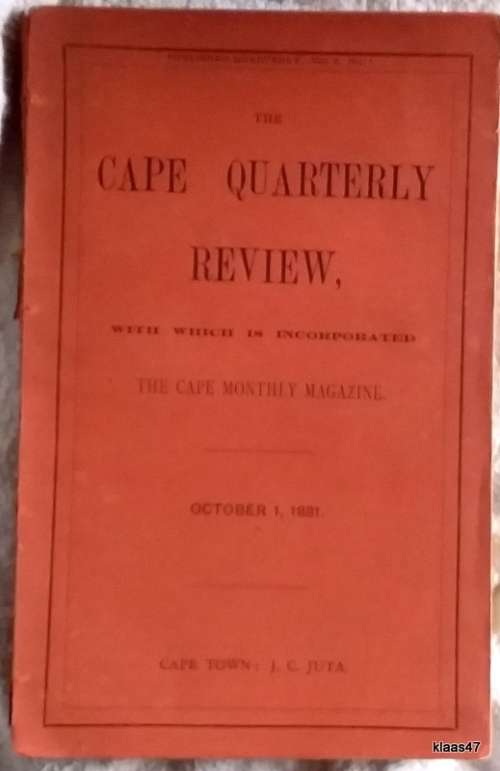 THE
CAPE QUARTERLY
REVIEW,
WITH WHICH IS INCORPORATED
THE CAPE MONTHLY MAGAZINE.
OCTOBER 1, 1881.
CAPE TOWN: J. C. JUTA.
klaas47